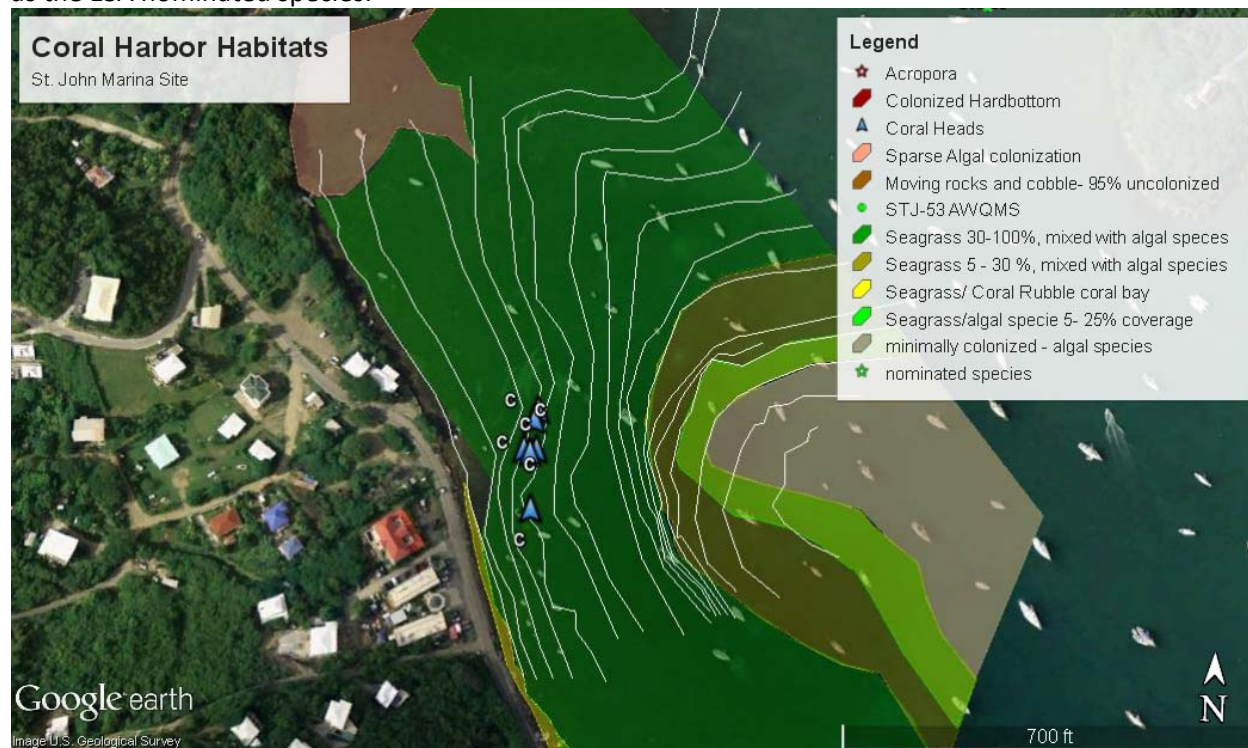 Coral Harbor Habitats
St. John Marina Site
Legend
Acropora
Colonized Hardbottom
Coral Heads
Sparse Algal colonization
Moving rocks and cobble- 95% uncolonized
STJ-53 AWQMS
Seagrass 30-100%, mixed with algal speces
Seagrass 5 - 30 %, mixed with algal species
Seagrass/ Coral Rubble coral bay
Seagrass/algal specie 5- 25% coverage
minimally colonized - algal species
nominated species
C
C
C
C
C
C
Google earth
Image U.S. Geological Survey
700 ft
N